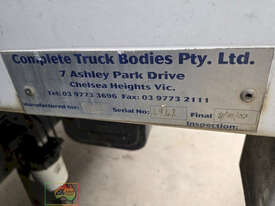 Complete Truck Bodies Pty. Ltd.
7 Ashley Park Drive
Chelsea Heights Vic.
Tel: 03 9773 3696 Fax: 03 9773 2111
Manufactured for:
Serial No:
Final
Inspection: